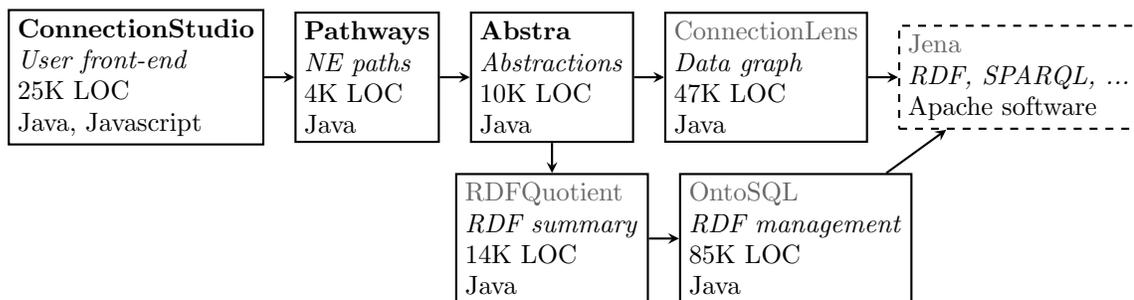 ConnectionStudio
User front-end
25K LOC
Java, Javascript
Pathways
NE paths
4K LOC
Java
Abstra
Abstractions
10K LOC
Java
ConnectionLens
Data graph
47K LOC
Java
Jena
RDF, SPARQL, ...
Apache software
RDFQuotient
RDF summary
14K LOC
Java
OntoSQL
RDF management
85K LOC
Java